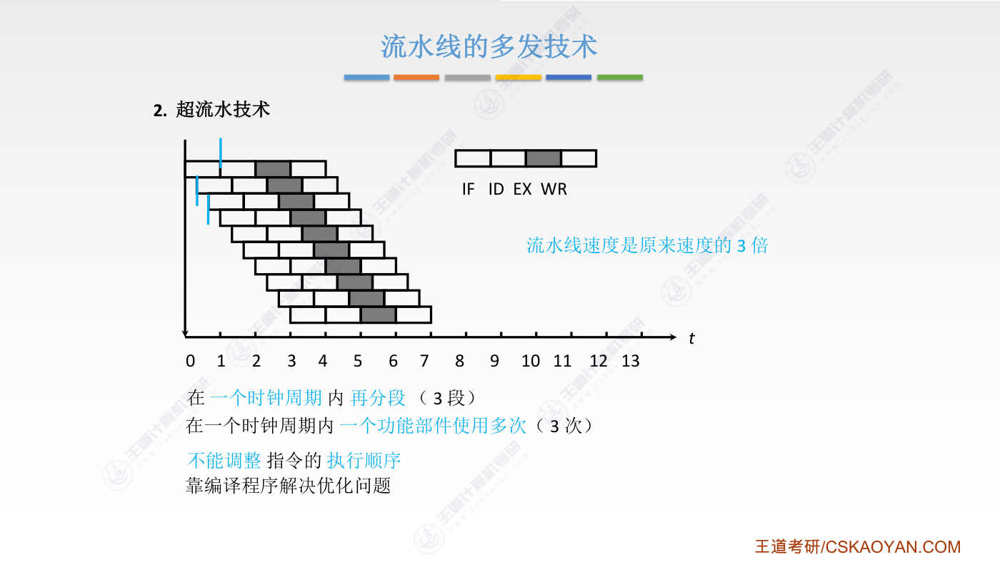 流水线的多发技术
2. 超流水技术
IF ID EX WR
流水线速度是原来速度的 3 倍
t
0 1 2 3 4 5 6 7 8 9 10 11 12 13
在 一个时钟周期 内 再分段 （ 3 段）
在一个时钟周期内 一个功能部件使用多次（ 3 次）
不能调整 指令的 执行顺序
靠编译程序解决优化问题
王道考研/CSKAOYAN.COM